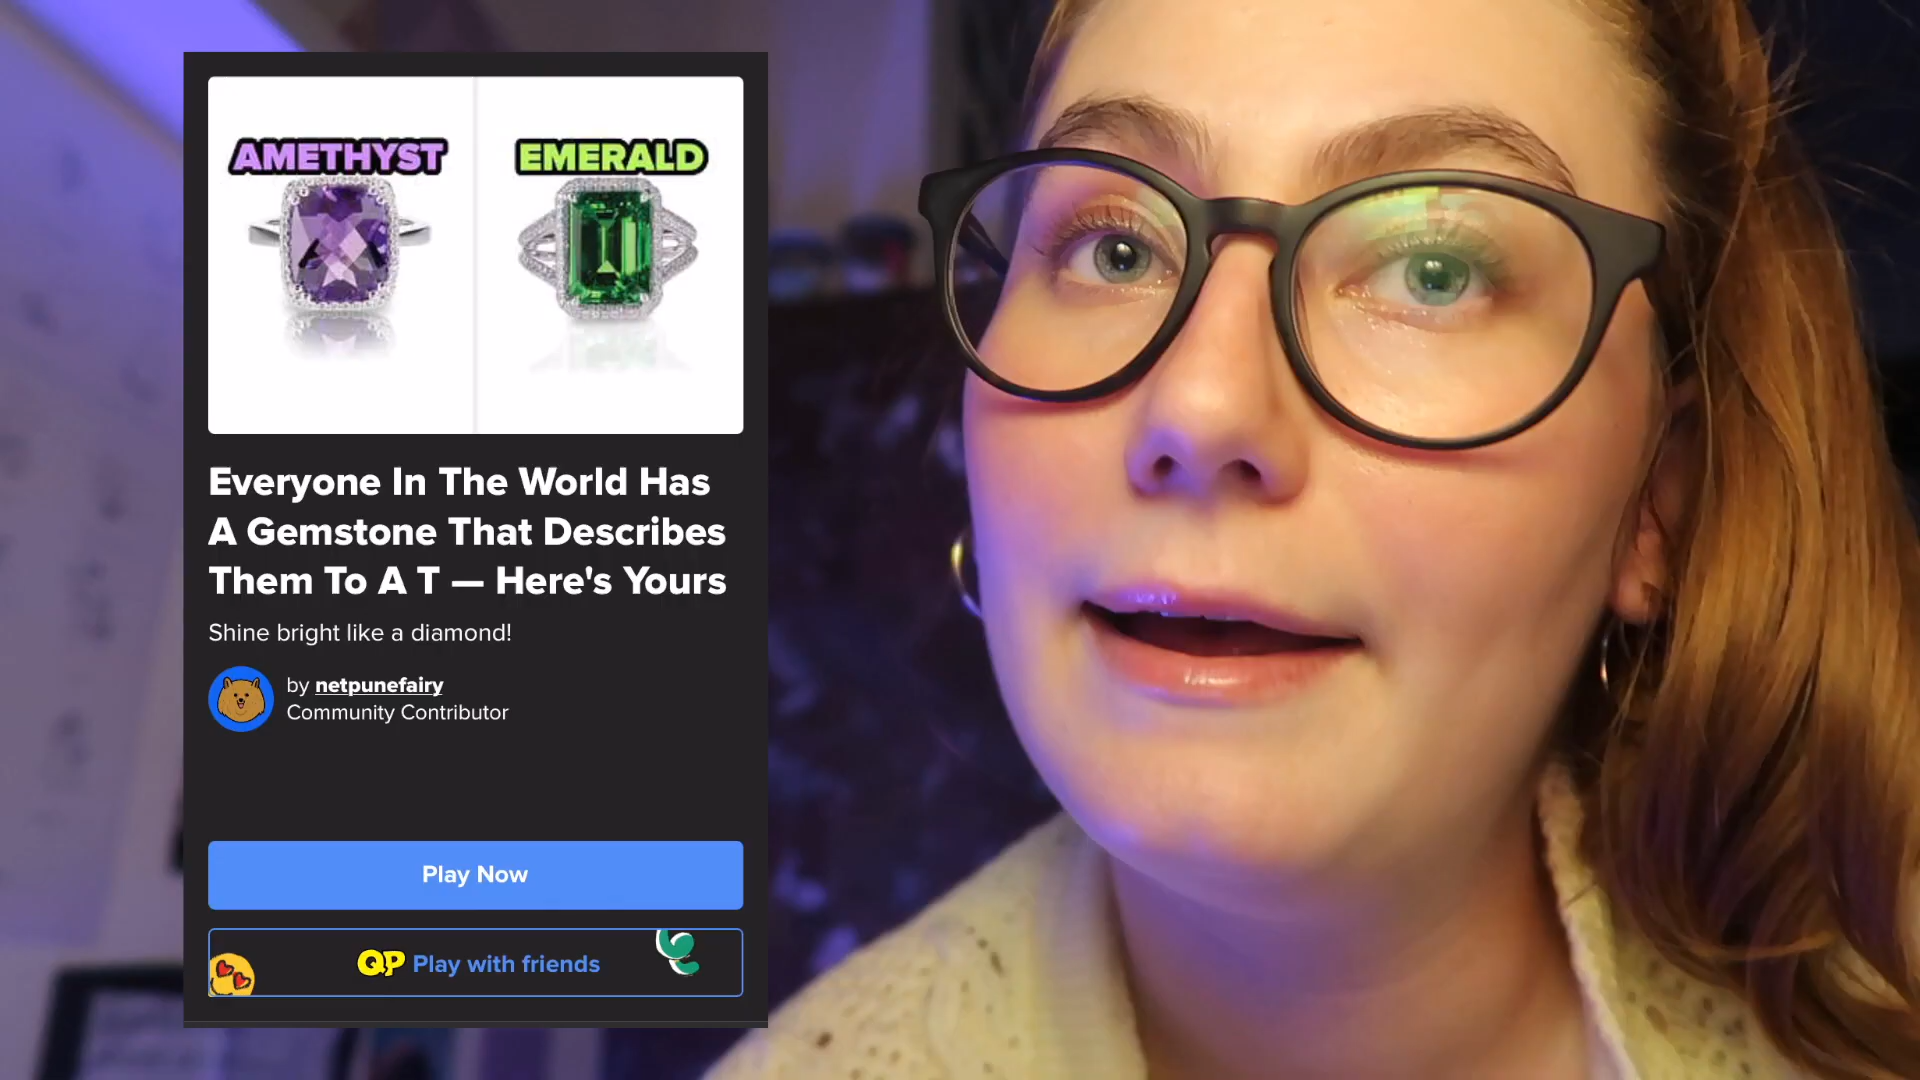 AMETHYST
EMERALD
Everyone In The World Has
A Gemstone That Describes
Them To A T — Here's Yours
Shine bright like a diamond!
by netpunefairy
Community Contributor
Play Now
QP Play with friends